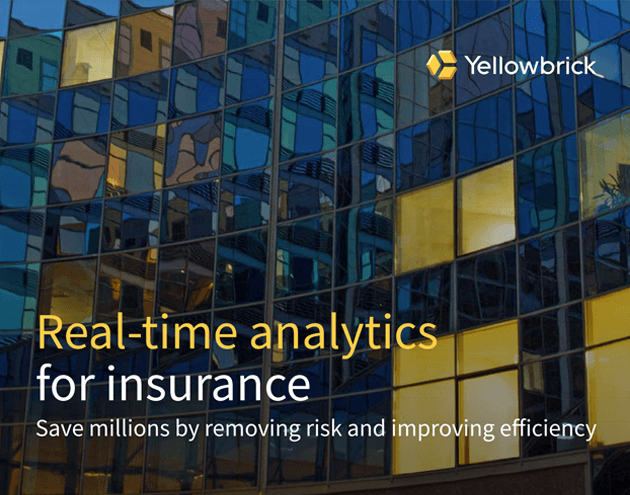 Yellowbrick
Real-time analytics
for insurance
Save millions by removing risk and improving efficiency